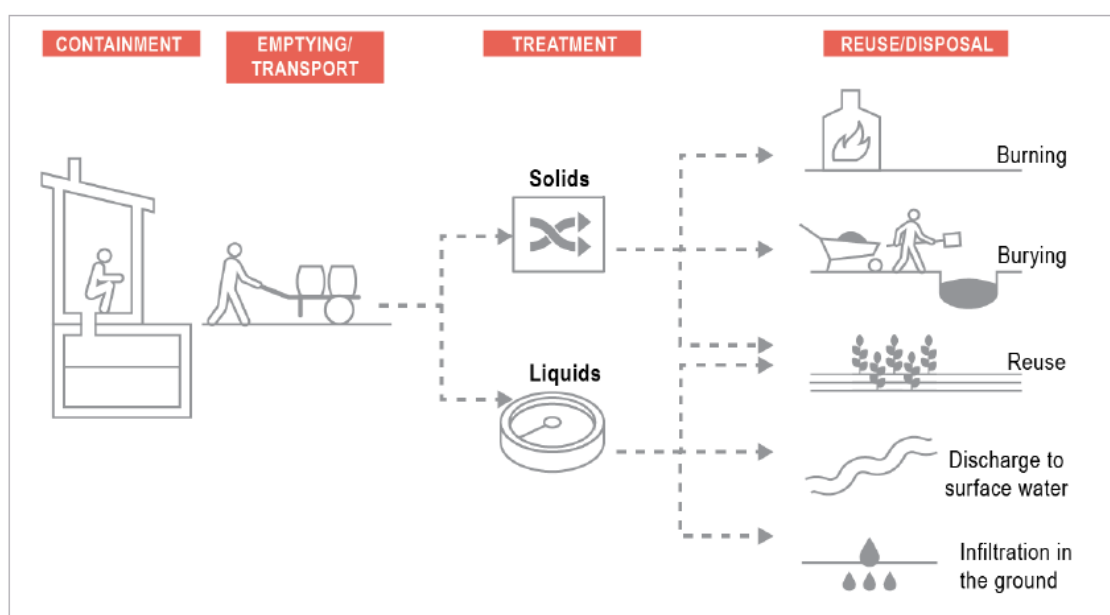 CONTAINMENT
EMPTYING/
TRANSPORT
TREATMENT
REUSE/DISPOSAL
Burning
Solids
Burying
Liquids
Reuse
Discharge to
surface water
Infiltration in
the ground